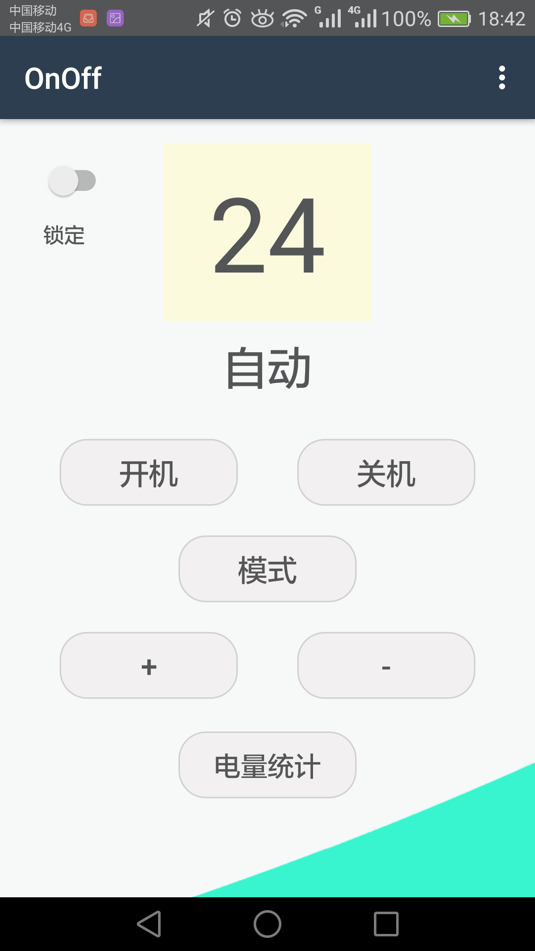 中国移动
中国移动4G
G 4G 100% 18:42
OnOff
24
锁定
自动
开机 关机
模式
+ -
电量统计